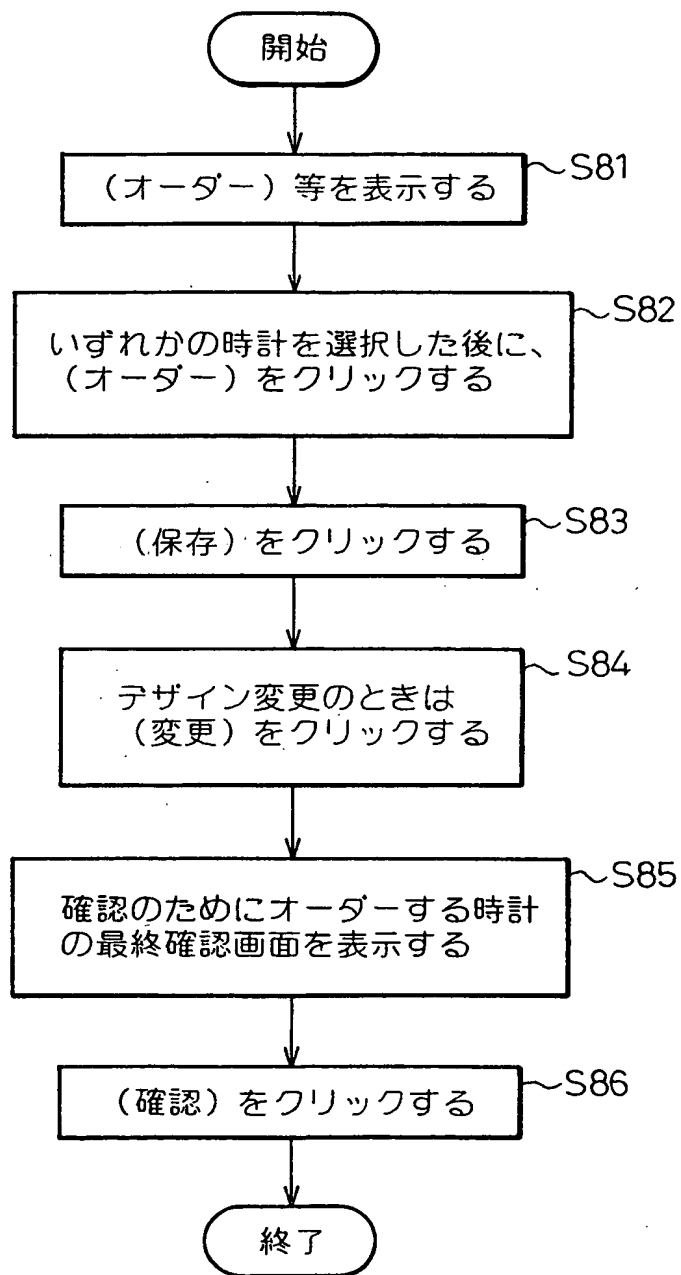 開始
（オーダー）等を表示する
S81
いずれかの時計を選択した後に、
（オーダー）をクリックする
S82
（保存）をクリックする
S83
デザイン変更のときは
（変更）をクリックする
S84
確認のためにオーダーする時計
の最終確認画面を表示する
S85
（確認）をクリックする
S86
終了